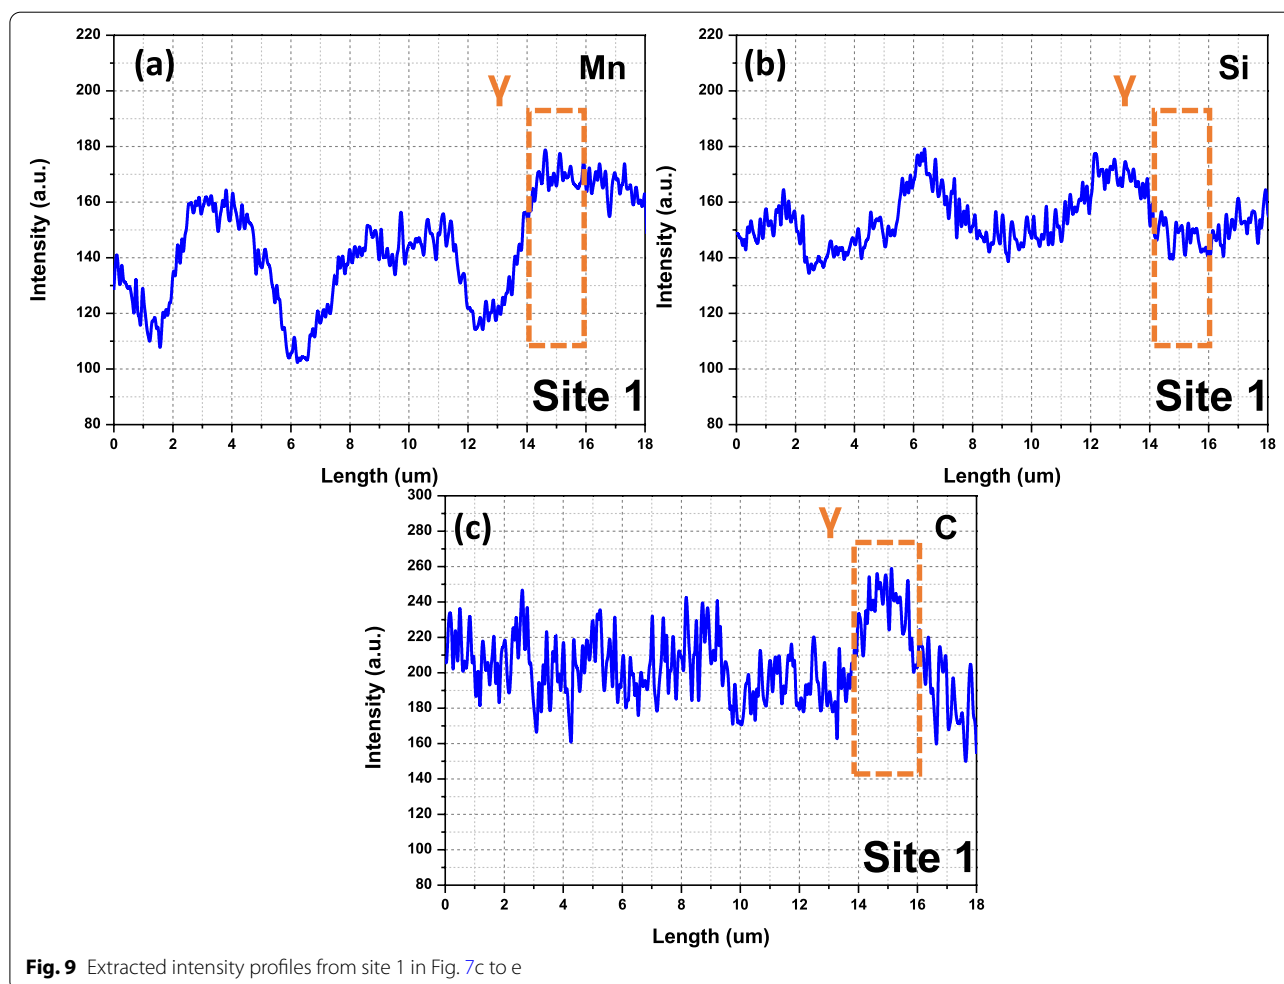 (a)
Mn
γ
Site 1
220
200
180
160
140
120
100
80
0 2 4 6 8 10 12 14 16 18
Intensity (a.u.)
Length (um)
(b)
Si
γ
Site 1
220
200
180
160
140
120
100
80
0 2 4 6 8 10 12 14 16 18
Intensity (a.u.)
Length (um)
(c)
C
γ
Site 1
300
280
260
240
220
200
180
160
140
120
100
80
0 2 4 6 8 10 12 14 16 18
Intensity (a.u.)
Length (um)
Fig. 9 Extracted intensity profiles from site 1 in Fig. 7c to e